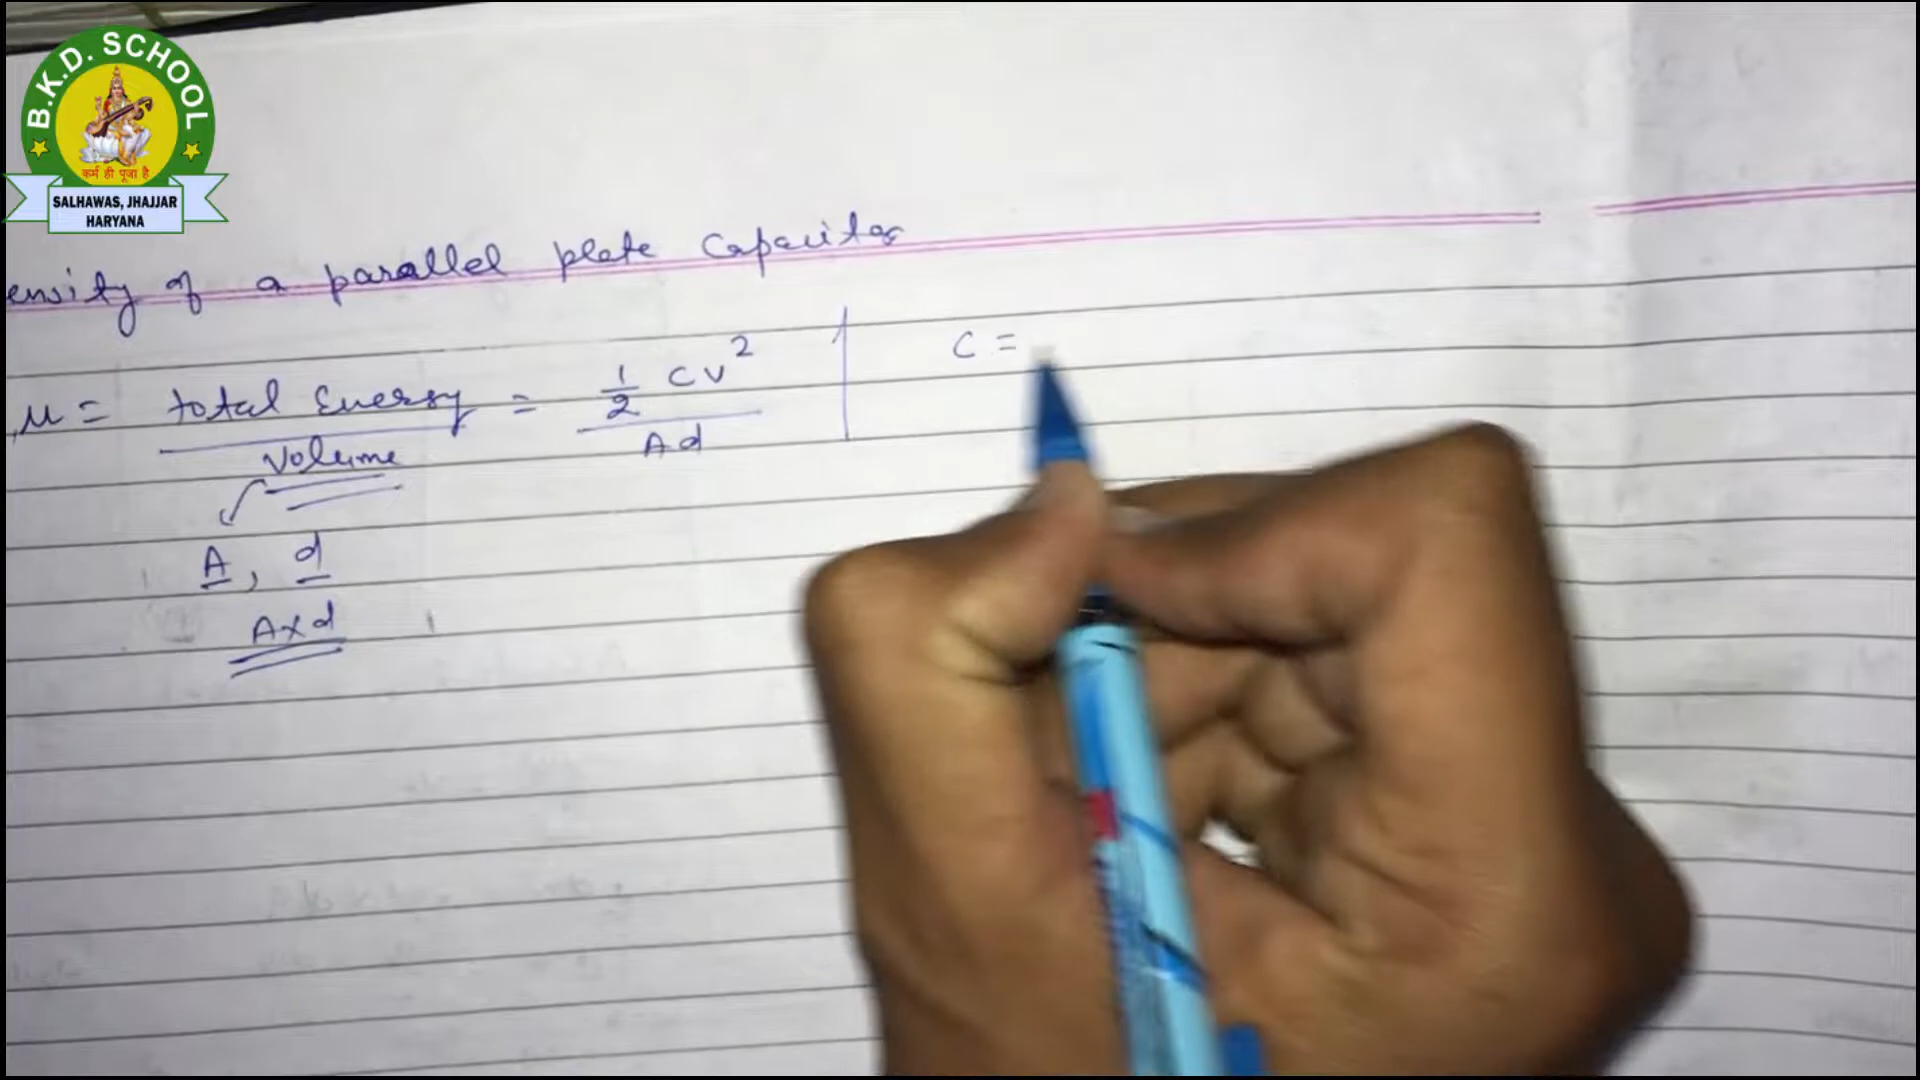 B.K.D. SCHOOL
कर्म ही पूजा है
SALHAWAS, JHAJJAR
HARYANA
ensity of a parallel plate Capacitor
u = total Energy / Volume = 1/2 CV² / Ad
C =
A, d
A×d